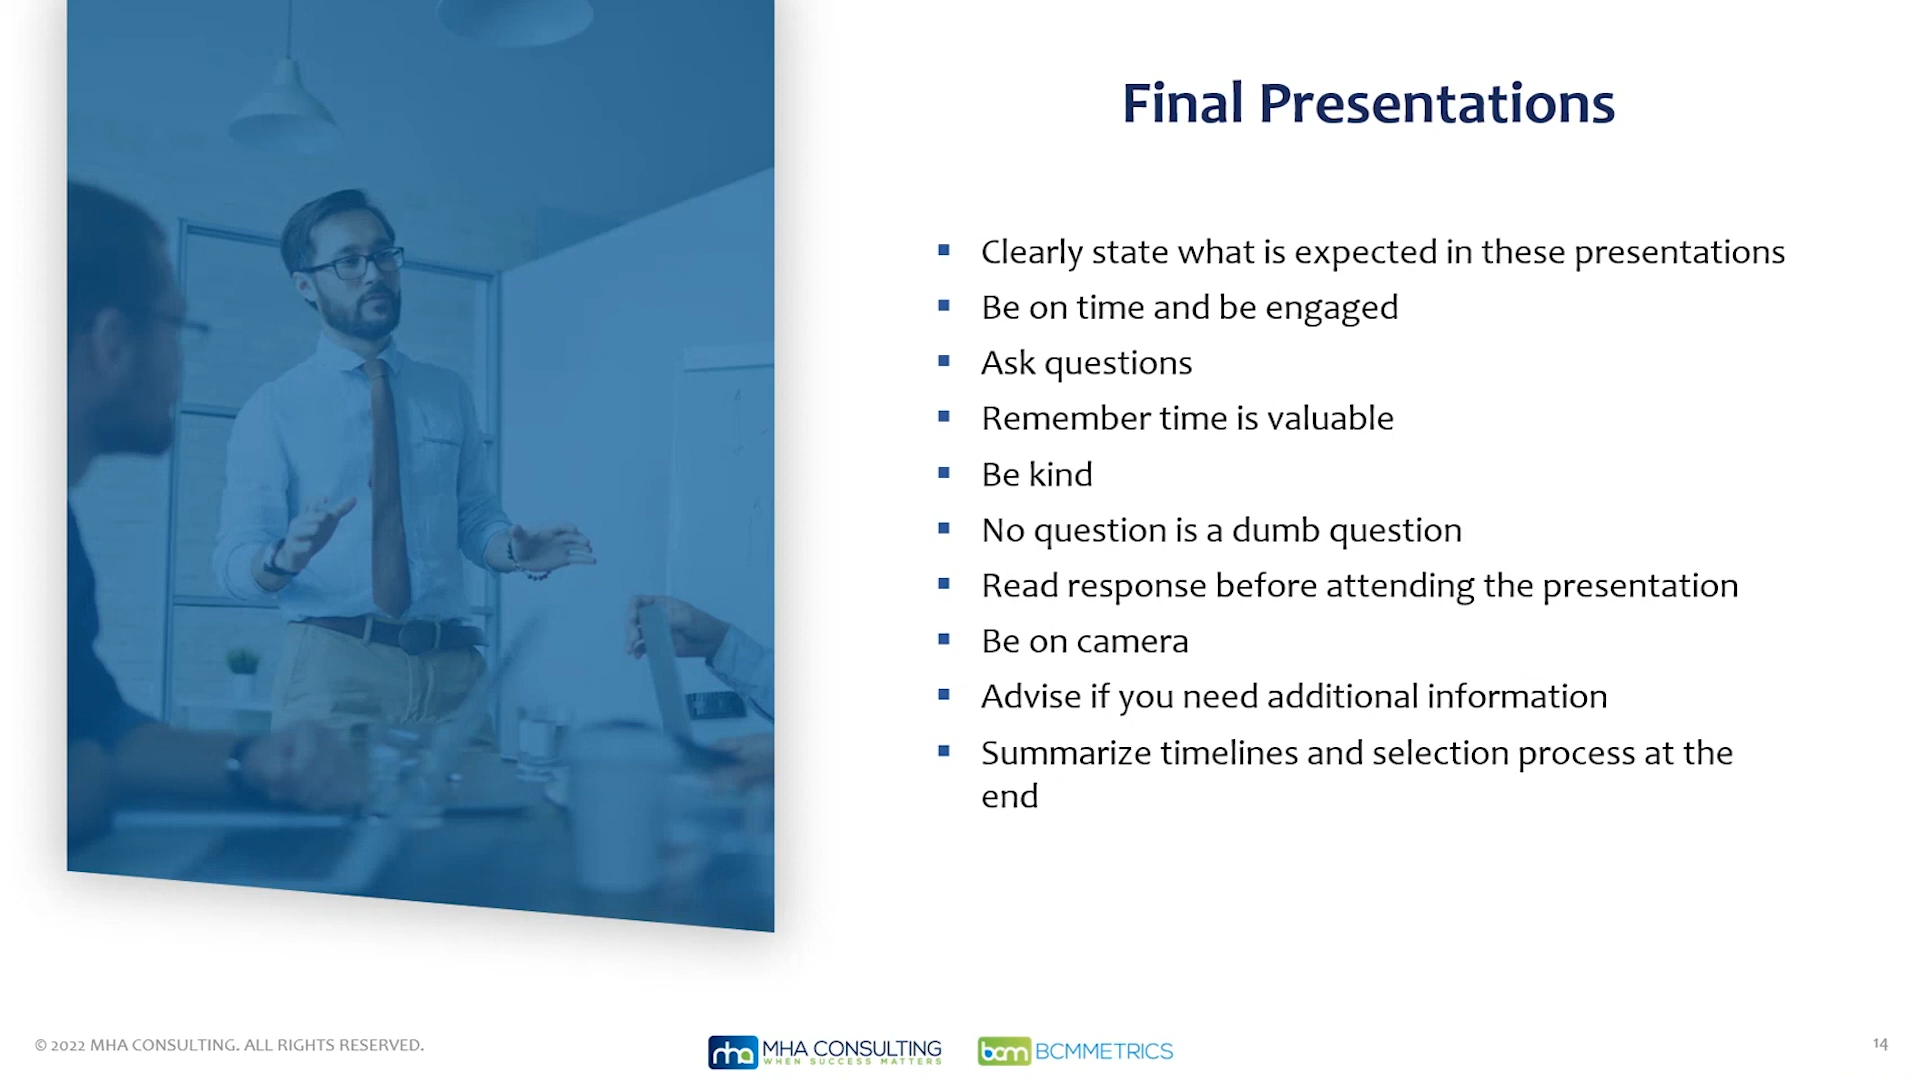 Final Presentations
Clearly state what is expected in these presentations
Be on time and be engaged
Ask questions
Remember time is valuable
Be kind
No question is a dumb question
Read response before attending the presentation
Be on camera
Advise if you need additional information
Summarize timelines and selection process at the
end
© 2022 MHA CONSULTING. ALL RIGHTS RESERVED.
mha MHA CONSULTING
WHEN SUCCESS MATTERS
bcm BCMMETRICS
14